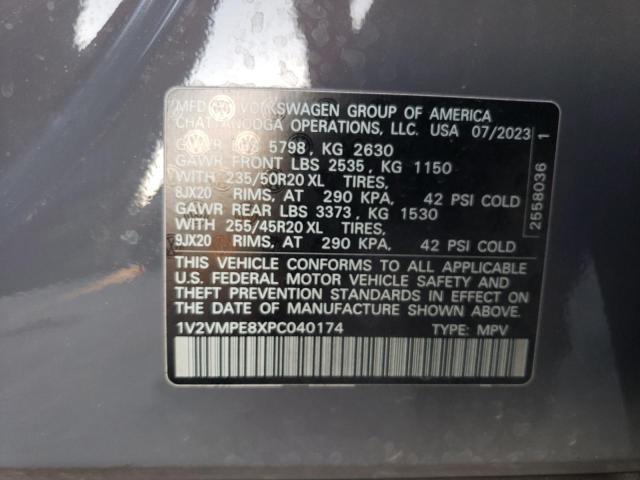 MFD VOLKSWAGEN GROUP OF AMERICA
CHATTANOOGA OPERATIONS, LLC. USA 07/2023
5798, KG 2630
GAWR FRONT LBS 2535, KG 1150
WITH 235/50R20 XL TIRES,
8JX20 RIMS, AT 290 KPA, 42 PSI COLD
GAWR REAR LBS 3373, KG 1530
WITH 255/45R20 XL TIRES,
9JX20 RIMS, AT 290 KPA, 42 PSI COLD
THIS VEHICLE CONFORMS TO ALL APPLICABLE
U.S. FEDERAL MOTOR VEHICLE SAFETY AND
THEFT PREVENTION STANDARDS IN EFFECT ON
THE DATE OF MANUFACTURE SHOWN ABOVE.
1V2VMPE8XPC040174 TYPE: MPV
2558036 1